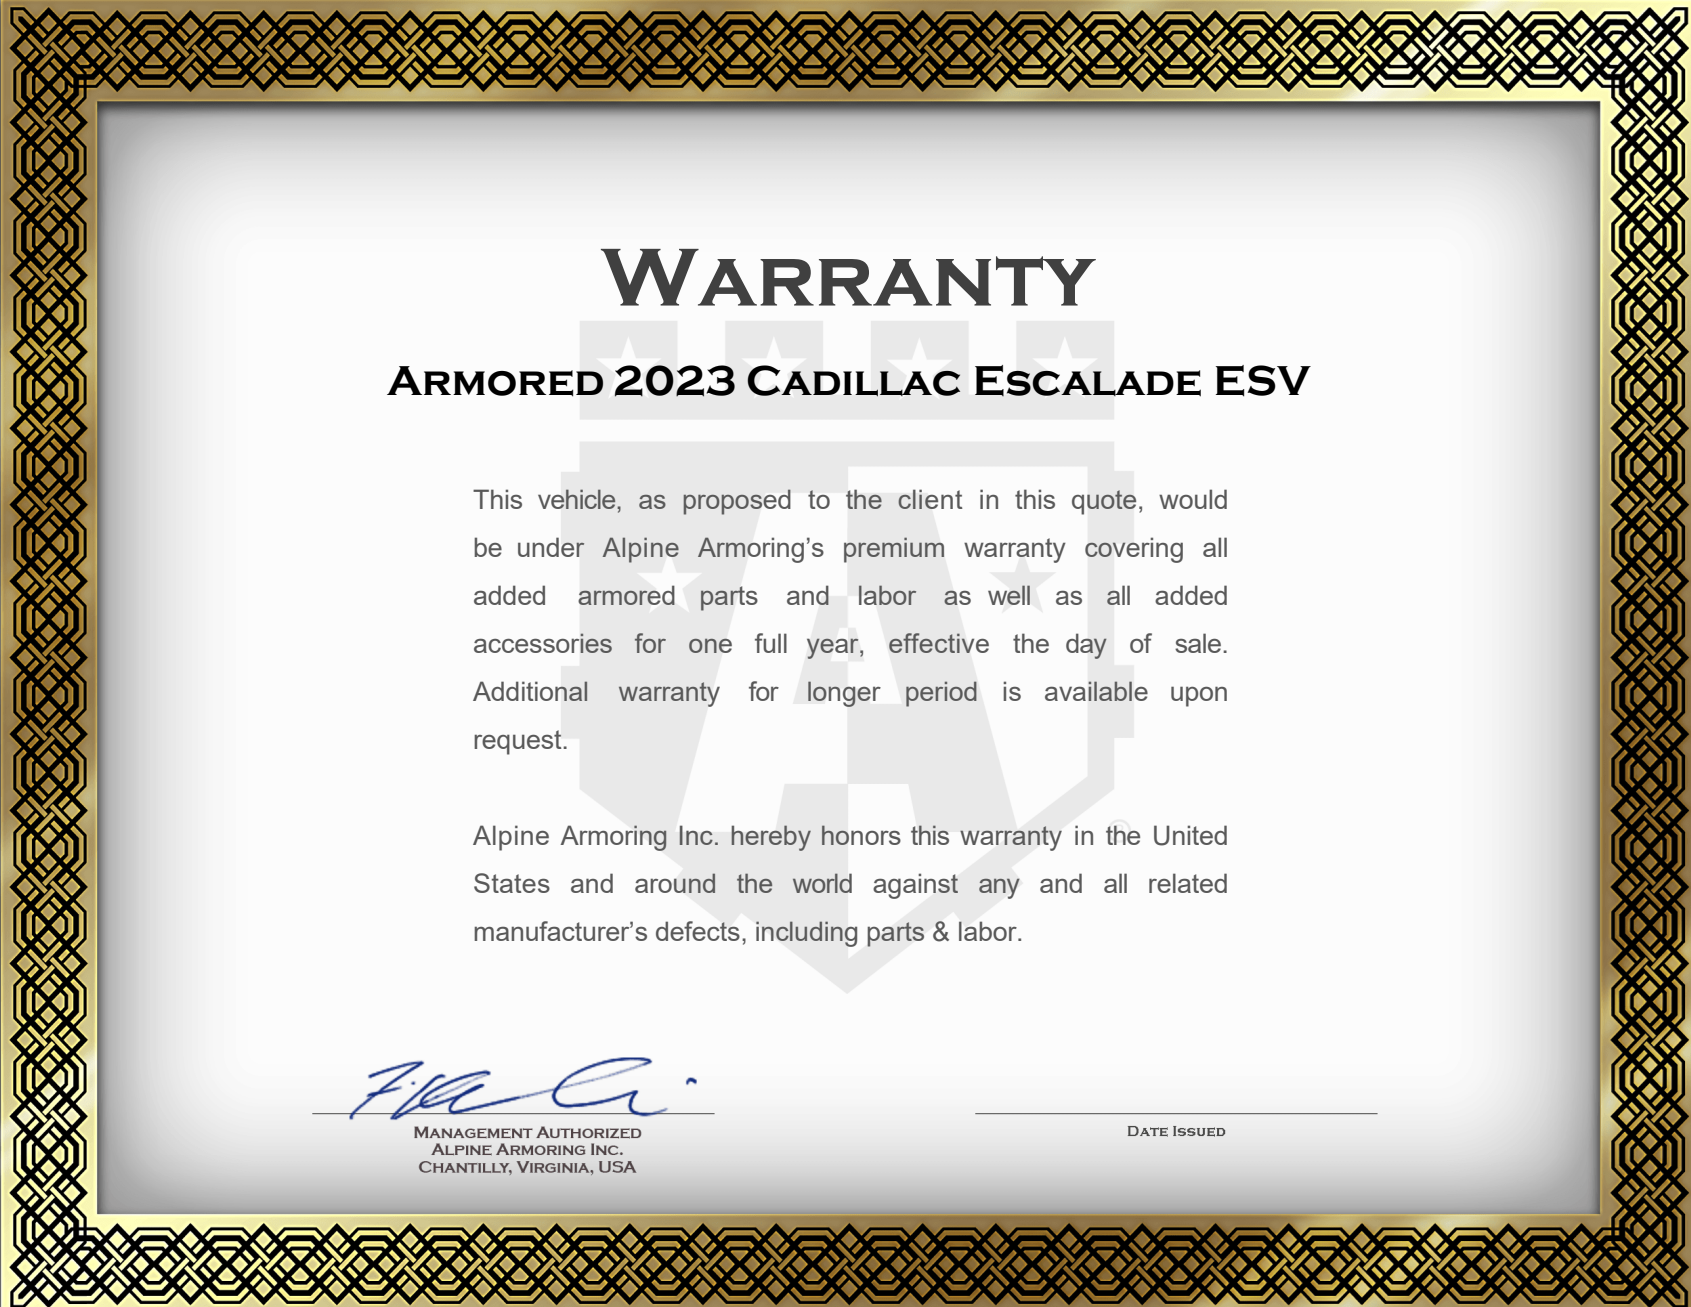 WARRANTY
ARMORED 2023 CADILLAC ESCALADE ESV
This vehicle, as proposed to the client in this quote, would
be under Alpine Armoring’s premium warranty covering all
added armored parts and labor as well as all added
accessories for one full year, effective the day of sale.
Additional warranty for longer period is available upon
request.
Alpine Armoring Inc. hereby honors this warranty in the United
States and around the world against any and all related
manufacturer’s defects, including parts & labor.
MANAGEMENT AUTHORIZED
ALPINE ARMORING INC.
CHANTILLY, VIRGINIA, USA
DATE ISSUED